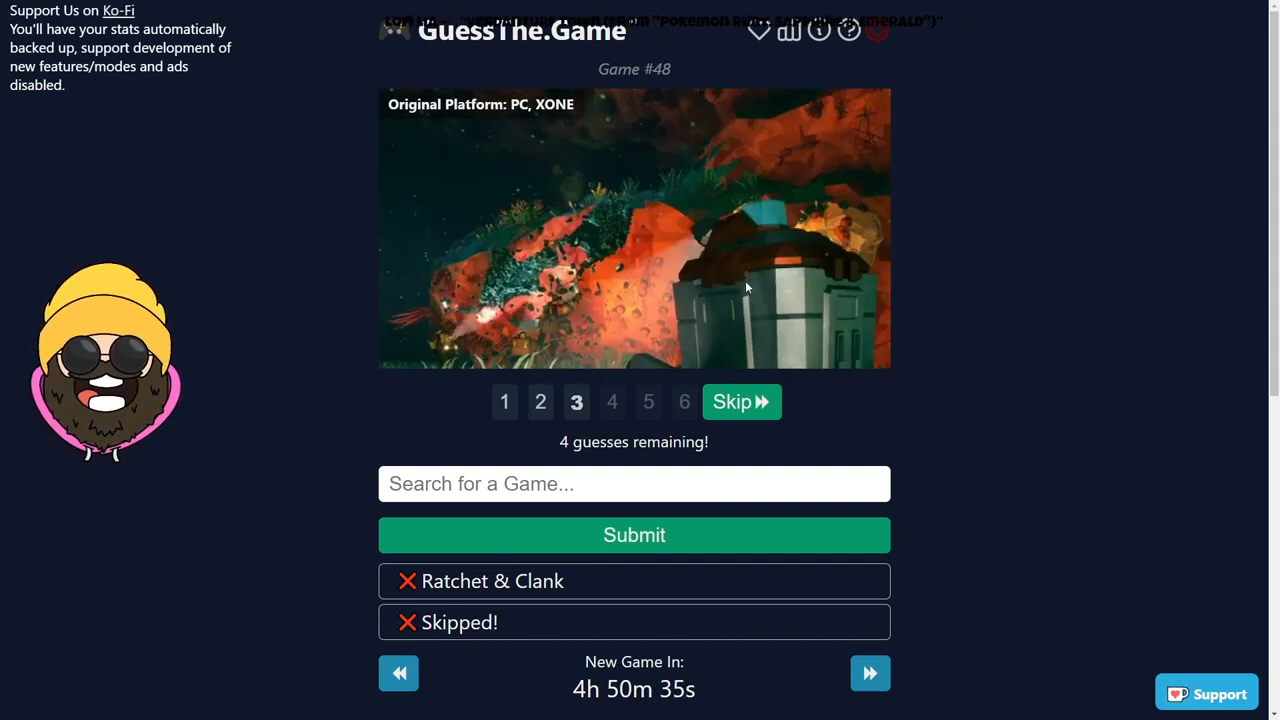 Support Us on Ko-Fi
You'll have your stats automatically
backed up, support development of
new features/modes and ads
disabled.
GuessThe.Game
Game #48
Original Platform: PC, XONE
1 2 3 4 5 6 Skip
4 guesses remaining!
Search for a Game...
Submit
❌ Ratchet & Clank
❌ Skipped!
New Game In:
4h 50m 35s
Support